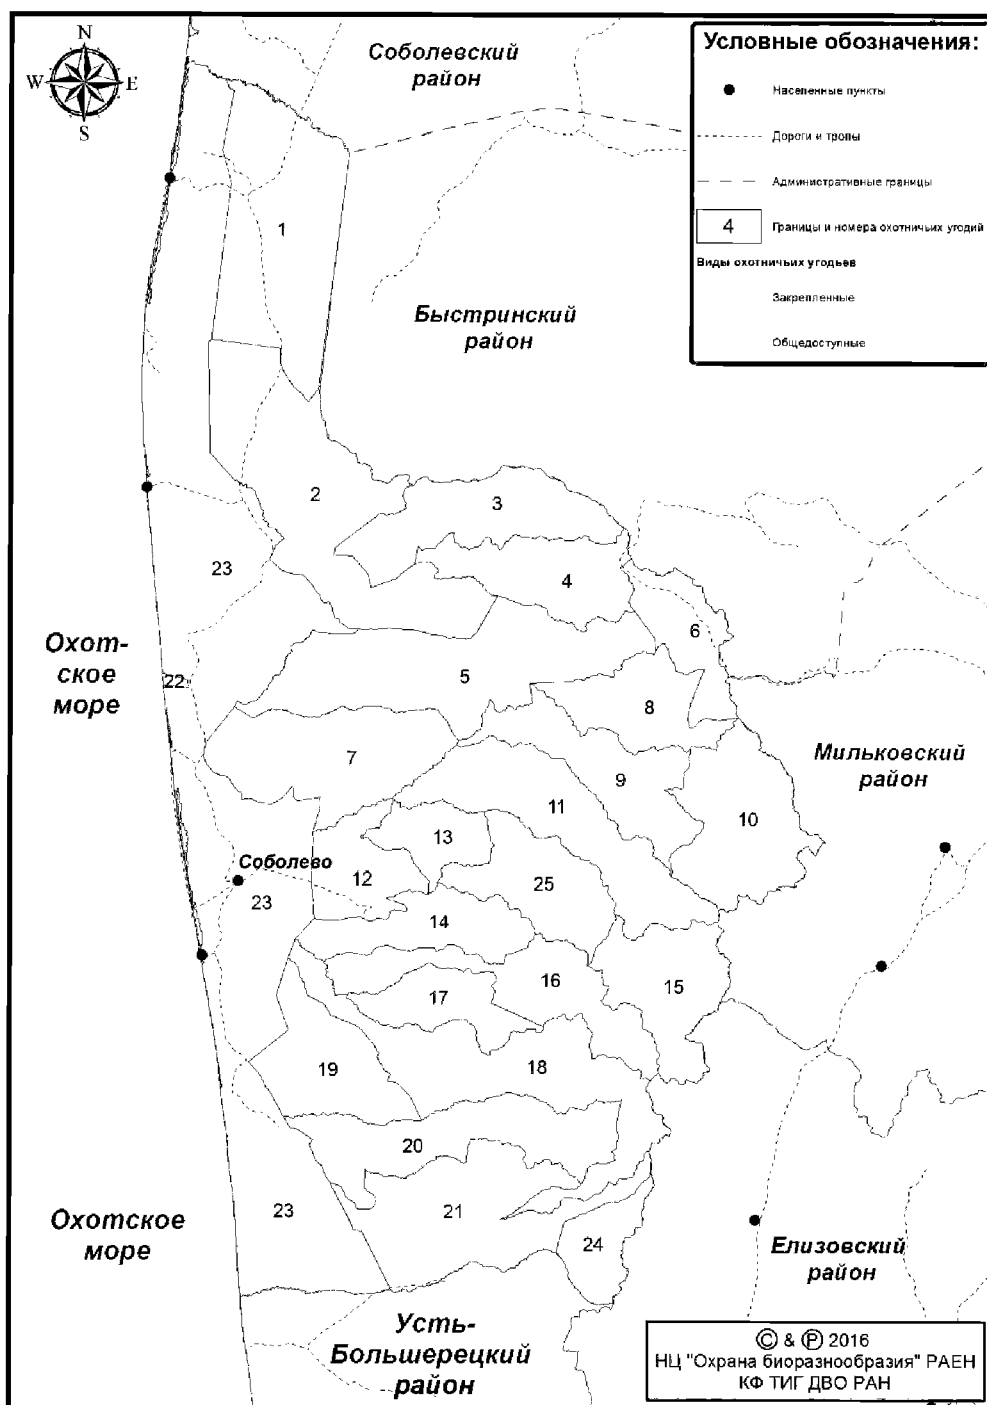 N
W
E
S
Соболевский
район
Условные обозначения:
Населенные пункты
Дороги и тропы
Административные границы
4
Границы и номера охотничьих угодий
Виды охотничьих угодьев
Закрепленные
Общедоступные
1
Быстринский
район
2
3
23
4
6
Охот-
ское
море
22
5
8
7
Мильковский
район
9
11
10
13
Соболево
12
25
23
14
16
15
17
19
18
20
23
21
24
Охотское
море
Елизовский
район
Усть-
Большерецкий
район
© & ℗ 2016
НЦ "Охрана биоразнообразия" РАЕН
КФ ТИГ ДВО РАН